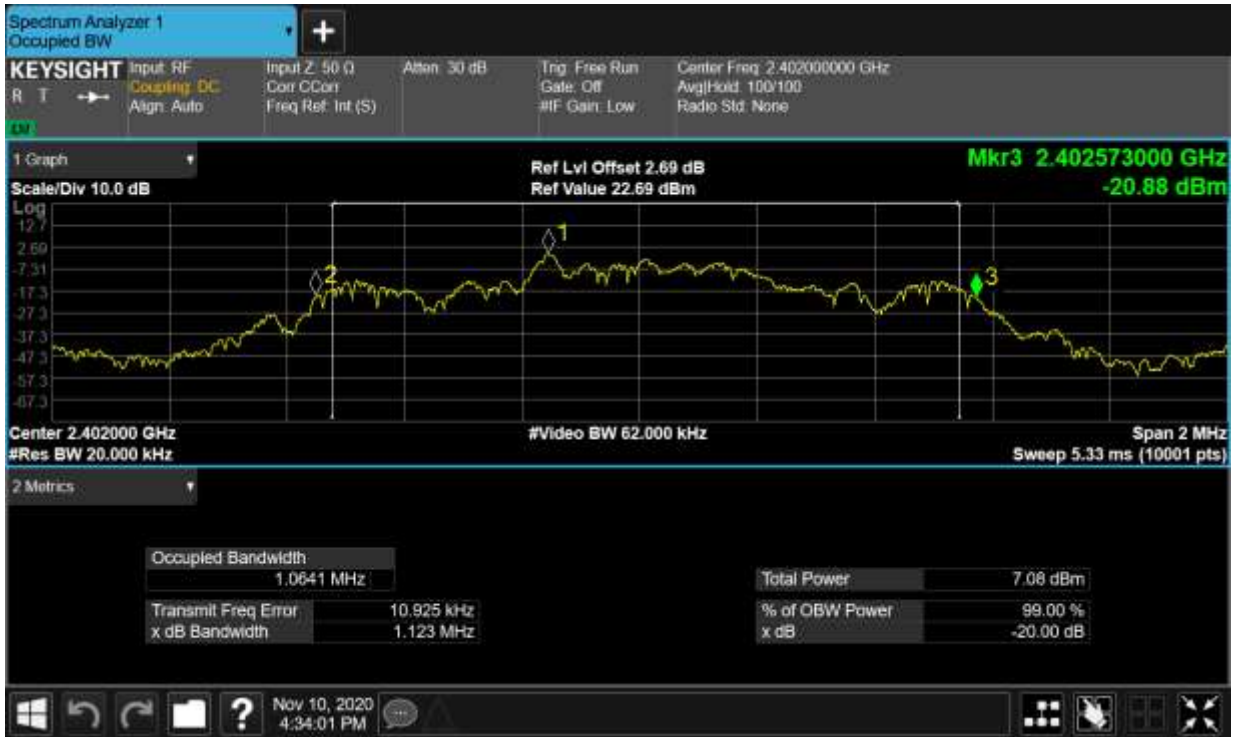 Spectrum Analyzer 1
Occupied BW
+
KEYSIGHT
R T
Input: RF
Coupling: DC
Align: Auto
Input Z: 50 Ω
Corr CCorr
Freq Ref: Int (S)
Atten: 30 dB
Trig: Free Run
Gate: Off
#IF Gain: Low
Center Freq: 2.402000000 GHz
Avg|Hold: 100/100
Radio Std: None
1 Graph
Scale/Div 10.0 dB
Ref Lvl Offset 2.69 dB
Ref Value 22.69 dBm
Mkr3 2.402573000 GHz
-20.88 dBm
Log
12.7
2.69
-7.31
-17.3
-27.3
-37.3
-47.3
-57.3
-67.3
1
2
3
Center 2.402000 GHz
#Video BW 62.000 kHz
Span 2 MHz
#Res BW 20.000 kHz
Sweep 5.33 ms (10001 pts)
2 Metrics
Occupied Bandwidth
1.0641 MHz
Total Power 7.08 dBm
Transmit Freq Error 10.925 kHz
% of OBW Power 99.00 %
x dB Bandwidth 1.123 MHz
x dB -20.00 dB
?
Nov 10, 2020
4:34:01 PM